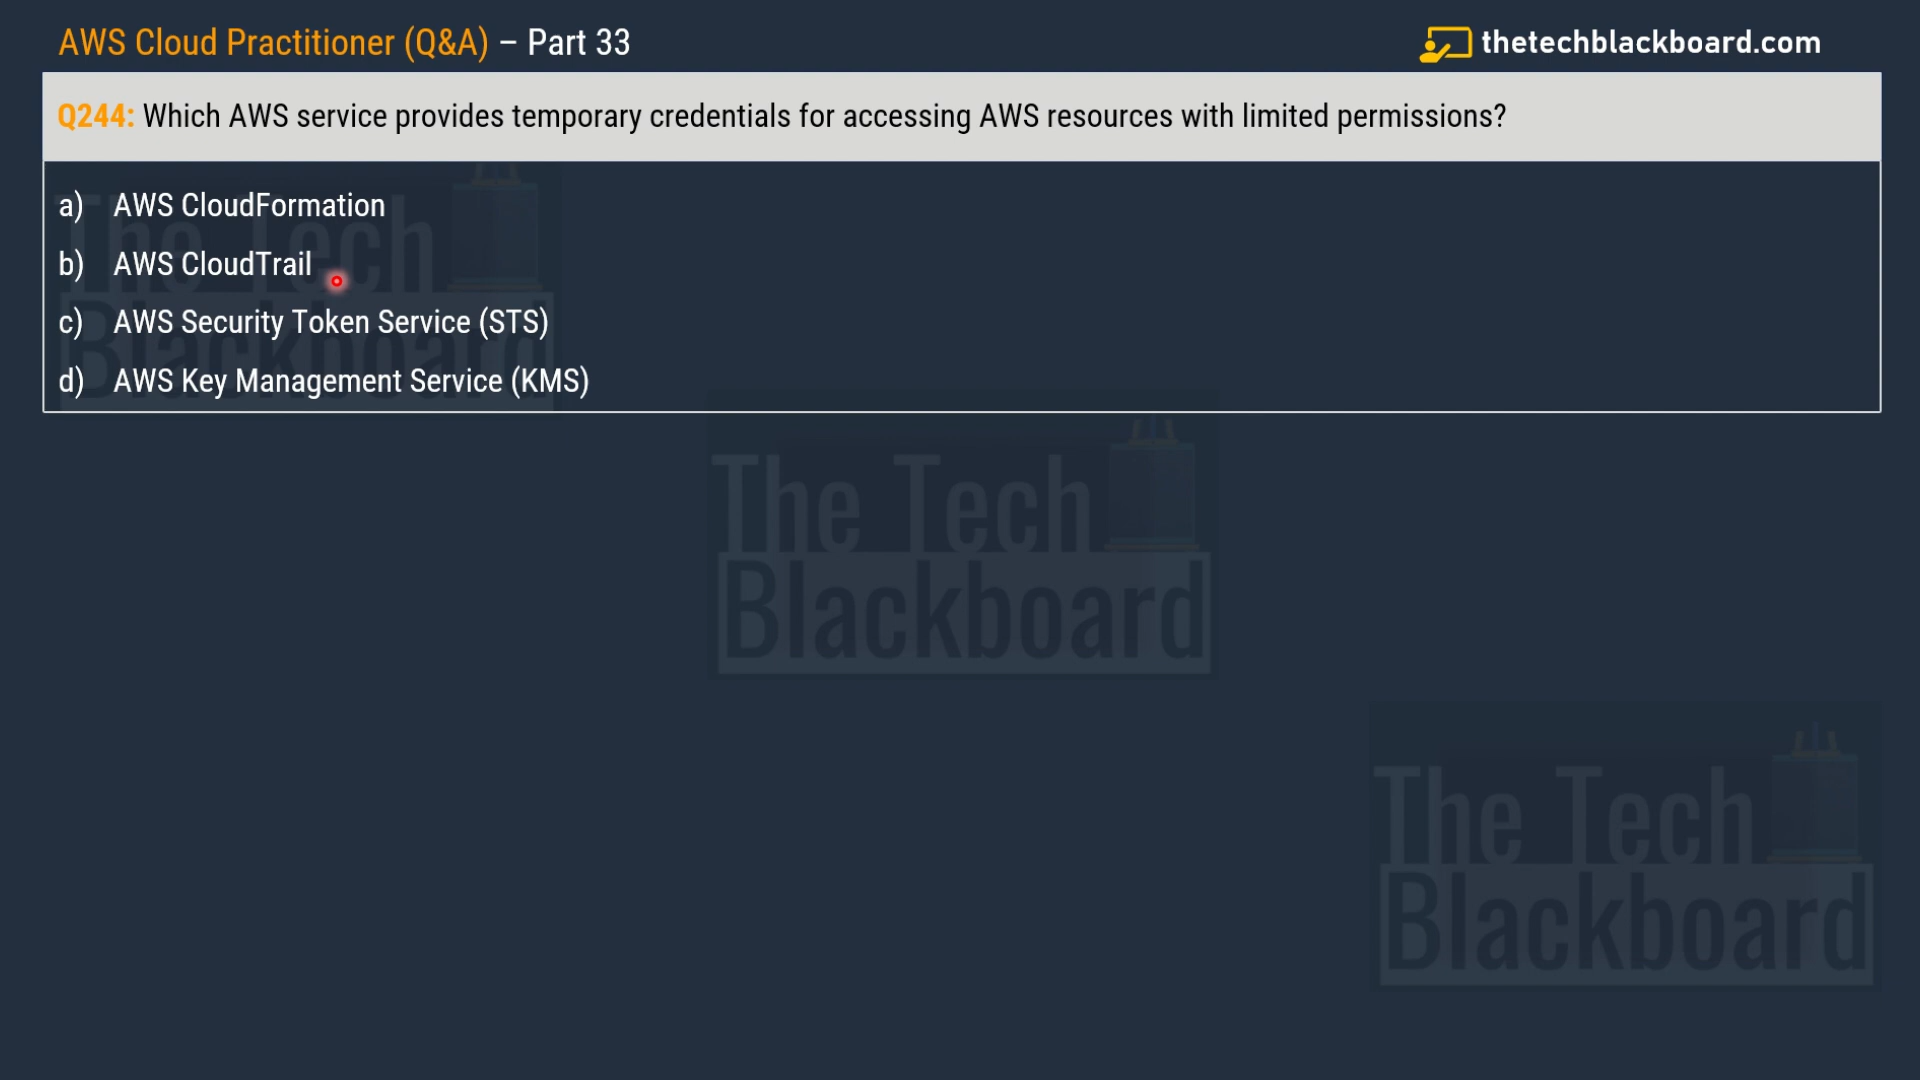 AWS Cloud Practitioner (Q&A) – Part 33
thetechblackboard.com
Q244: Which AWS service provides temporary credentials for accessing AWS resources with limited permissions?
a) AWS CloudFormation
b) AWS CloudTrail
c) AWS Security Token Service (STS)
d) AWS Key Management Service (KMS)
The Tech
Blackboard
The Tech
Blackboard
The Tech
Blackboard